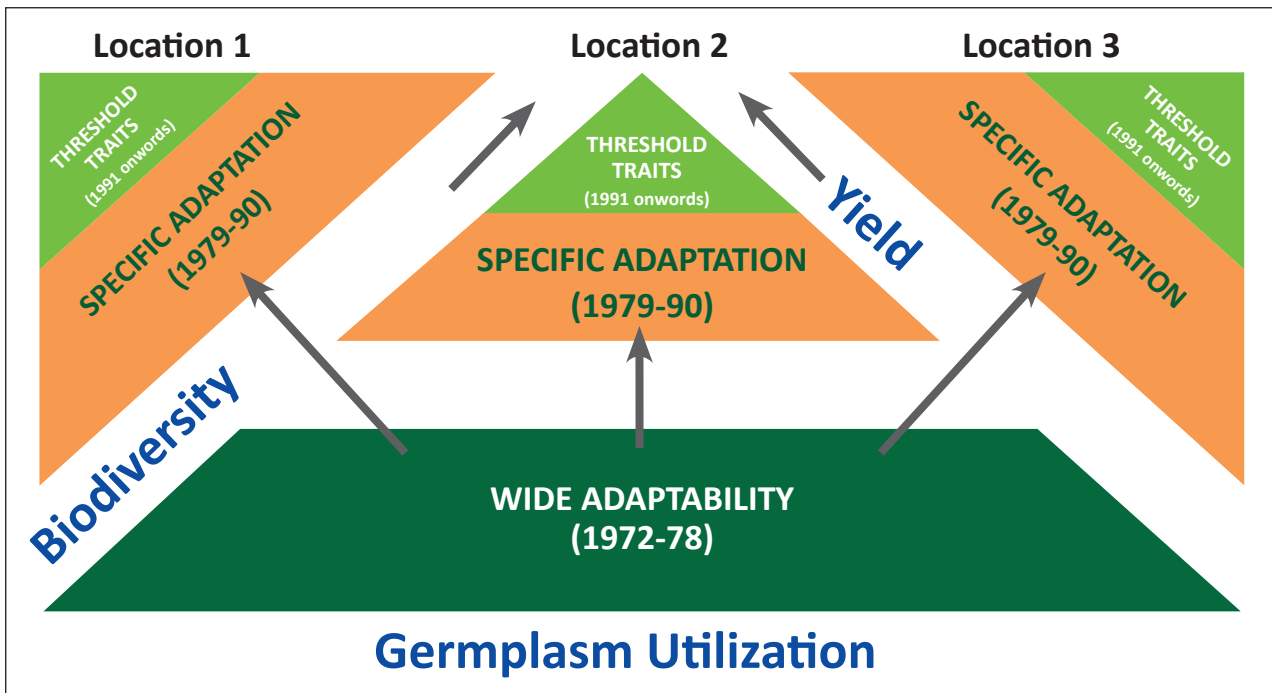 Location 1
Location 2
Location 3
THRESHOLD
TRAITS
(1991 onwords)
SPECIFIC ADAPTATION
(1979-90)
THRESHOLD
TRAITS
(1991 onwords)
SPECIFIC ADAPTATION
(1979-90)
THRESHOLD
TRAITS
(1991 onwords)
SPECIFIC ADAPTATION
(1979-90)
Biodiversity
Yield
WIDE ADAPTABILITY
(1972-78)
Germplasm Utilization